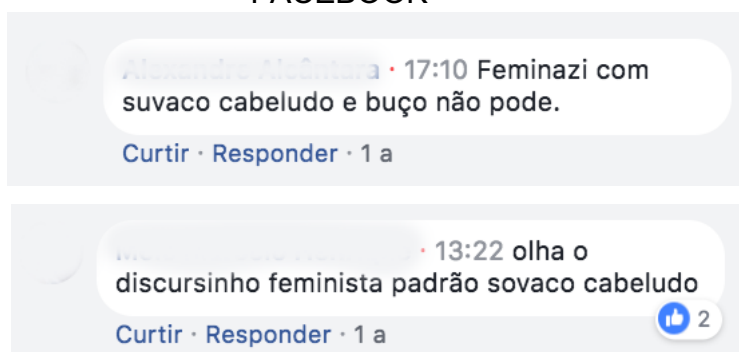 FACEBOOK
· 17:10 Feminazi com
suvaco cabeludo e buço não pode.
Curtir · Responder · 1 a
· 13:22 olha o
discursinho feminista padrão sovaco cabeludo
2
Curtir · Responder · 1 a